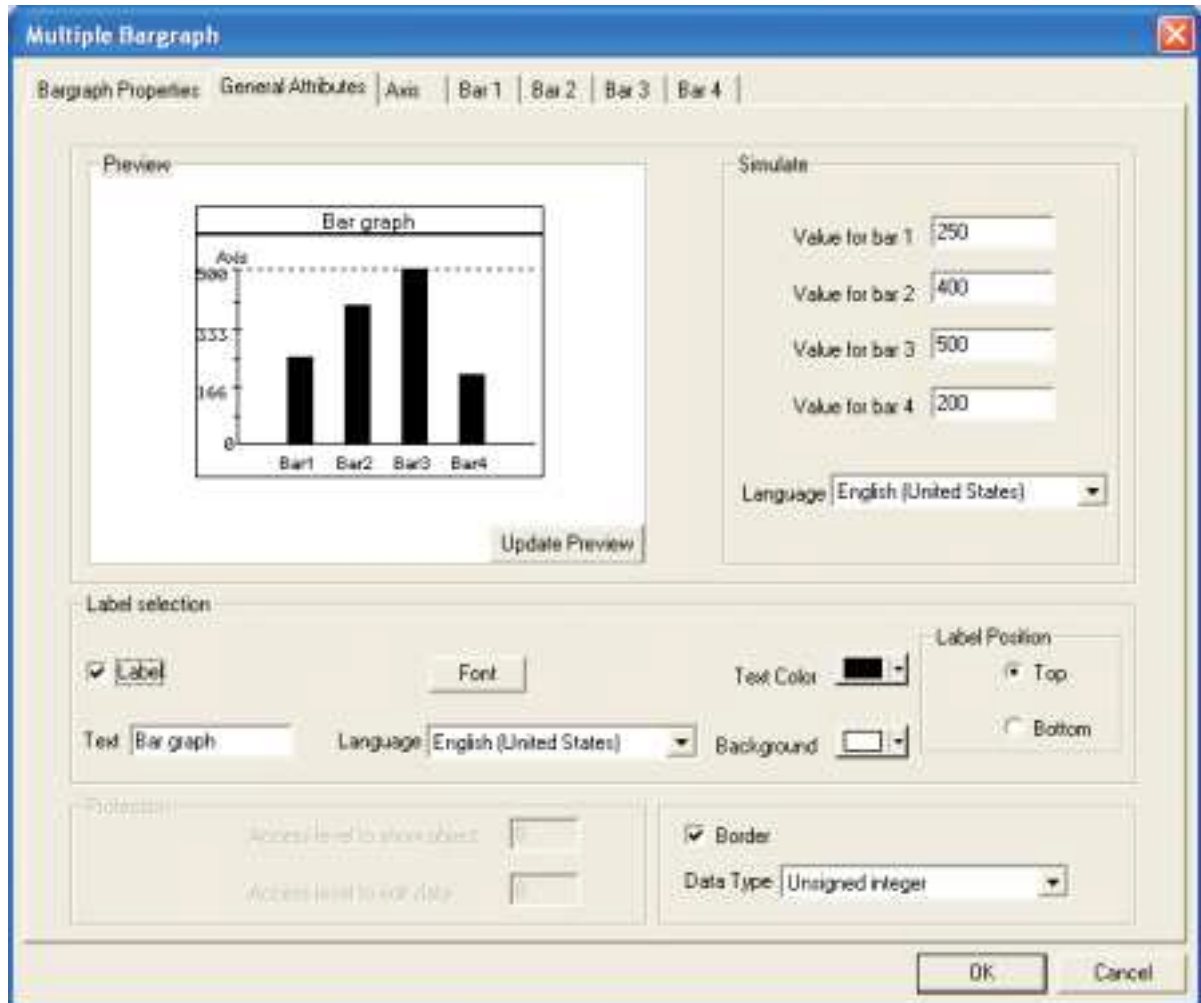 Multiple Bargraph
Bargraph Properties General Attributes Axis Bar 1 Bar 2 Bar 3 Bar 4
Preview
Bar graph
Axis
500
333
166
0
Bar1 Bar2 Bar3 Bar4
Update Preview
Simulate
Value for bar 1 250
Value for bar 2 400
Value for bar 3 500
Value for bar 4 200
Language English (United States)
Label selection
Label
Font
Text Color
Text Bar graph
Language English (United States)
Background
Label Position
Top
Bottom
Protection
Access level to show object 0
Access level to edit data 0
Border
Data Type Unsigned integer
OK Cancel